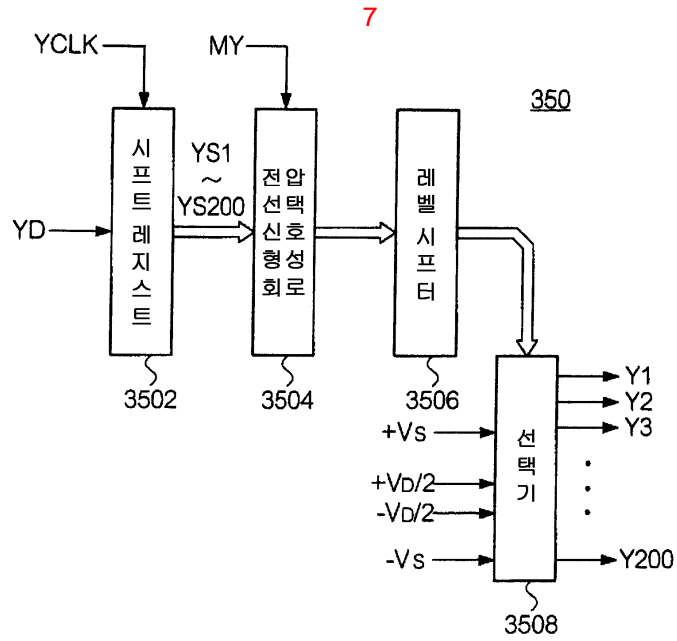 7
YCLK
MY
350
YD
시프트 레지스트
YS1
~
YS200
전압
선택
신호
형성
회로
레벨 시프터
3502
3504
3506
+VS
+VD/2
-VD/2
-VS
선택기
Y1
Y2
Y3
Y200
3508